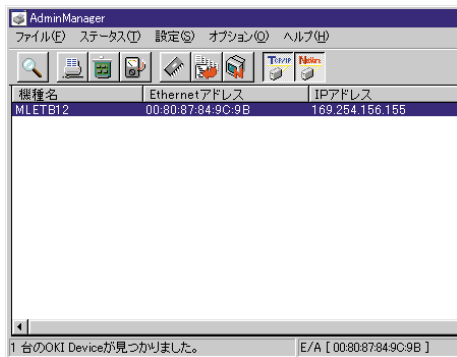 AdminManager
ファイル(F) ステータス(T) 設定(S) オプション(O) ヘルプ(H)
TCP/IP NetWare
機種名 Ethernetアドレス IPアドレス
MLETB12 00:80:87:84:9C:9B 169.254.156.155
1 台のOKI Deviceが見つかりました。 E/A [ 00:80:87:84:9C:9B ]